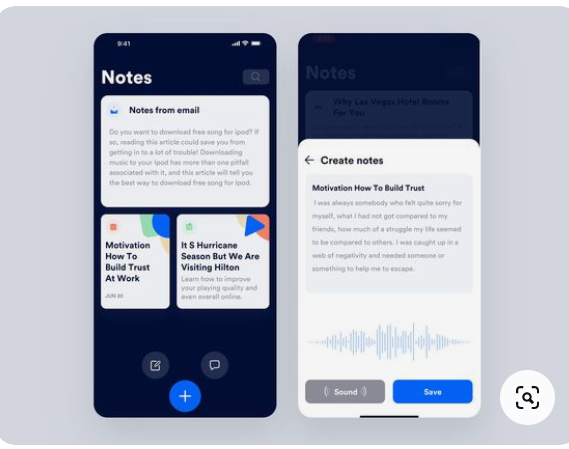 9:41
Notes
Notes from email
Do you want to download free song for ipod? If
so, reading this article could save you from
getting in to a lot of trouble! Downloading
music to your Ipod has more than one pitfall
associated with it, and this article will tell you
the best way to download free song for Ipod.
Motivation
How To
Build Trust
At Work
JUN 20
It S Hurricane
Season But We Are
Visiting Hilton
Learn how to improve
your playing quality and
even overall online.
Notes
Why Las Vegas Hotel Rooms
For You
Create notes
Motivation How To Build Trust
I was always somebody who felt quite sorry for
myself, what I had not got compared to my
friends, how much of a struggle my life seemed
to be compared to others. I was caught up in a
web of negativity and needed someone or
something to help me to escape.
Sound
Save